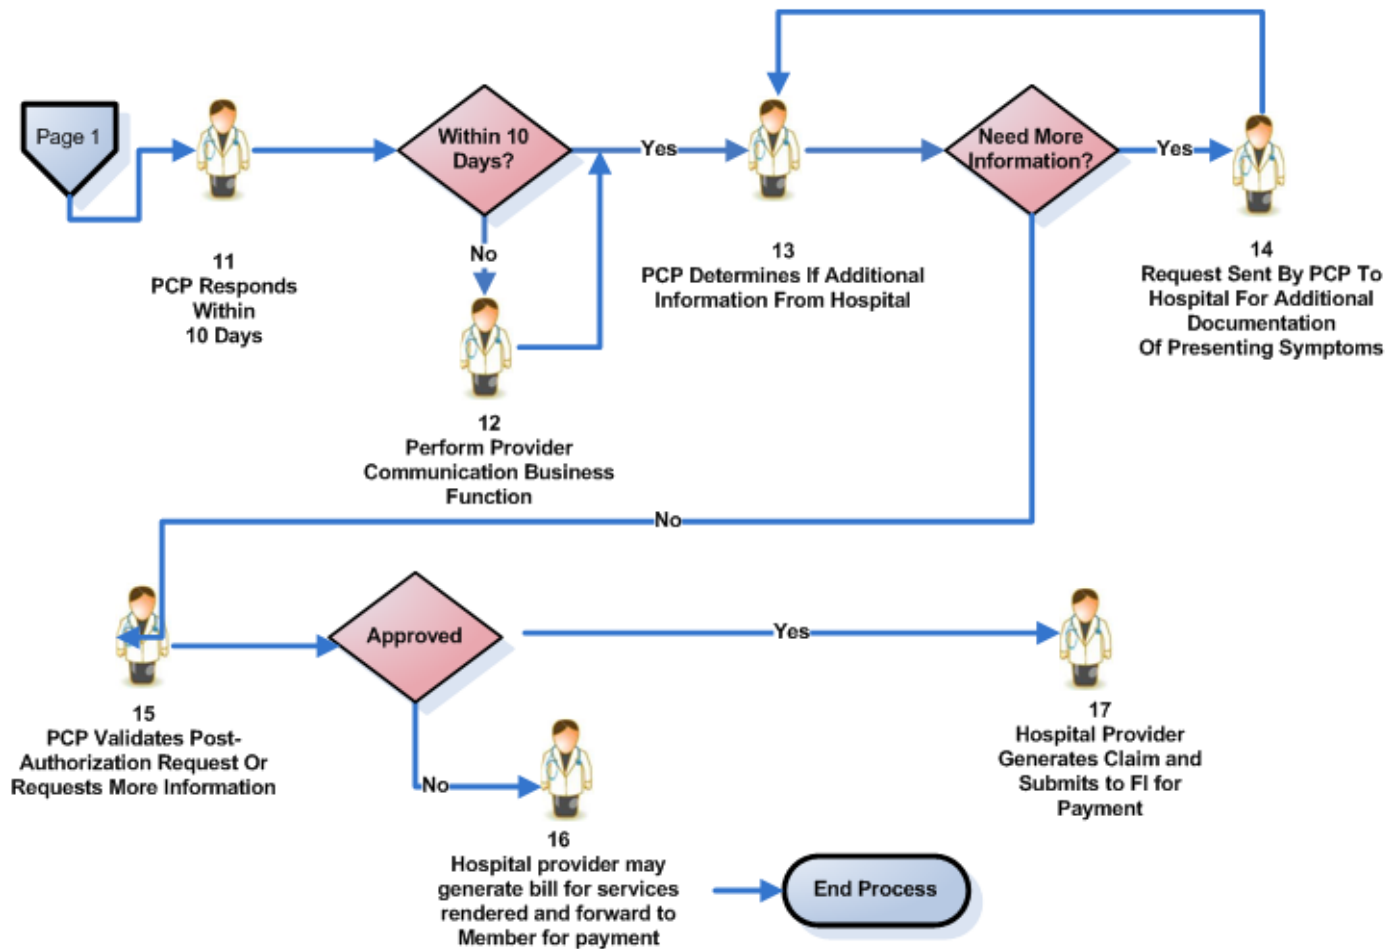 Page 1
Within 10
Days?
Yes
Need More
Information?
Yes
No
11
PCP Responds
Within
10 Days
13
PCP Determines If Additional
Information From Hospital
14
Request Sent By PCP To
Hospital For Additional
Documentation
Of Presenting Symptoms
12
Perform Provider
Communication Business
Function
No
Approved
Yes
15
PCP Validates Post-
Authorization Request Or
Requests More Information
No
17
Hospital Provider
Generates Claim and
Submits to FI for
Payment
16
Hospital provider may
generate bill for services
rendered and forward to
Member for payment
End Process